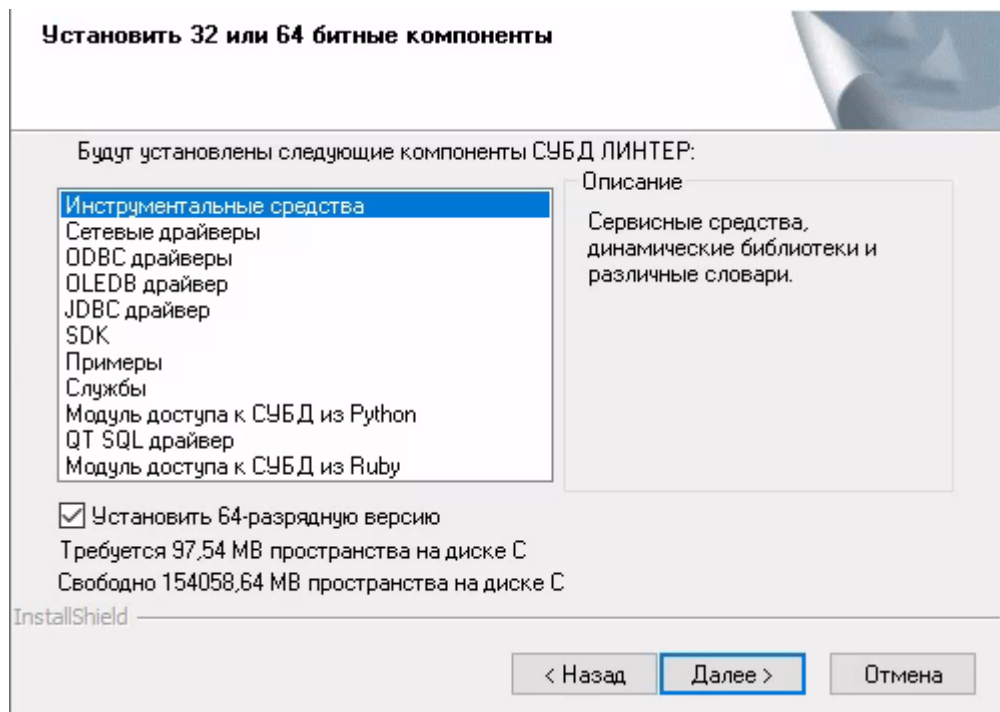 Установить 32 или 64 битные компоненты
Будут установлены следующие компоненты СУБД ЛИНТЕР:
Инструментальные средства
Сетевые драйверы
ODBC драйверы
OLEDB драйвер
JDBC драйвер
SDK
Примеры
Службы
Модуль доступа к СУБД из Python
QT SQL драйвер
Модуль доступа к СУБД из Ruby
Описание
Сервисные средства,
динамические библиотеки и
различные словари.
Установить 64-разрядную версию
Требуется 97,54 MB пространства на диске C
Свободно 154058,64 MB пространства на диске C
InstallShield
< Назад
Далее >
Отмена